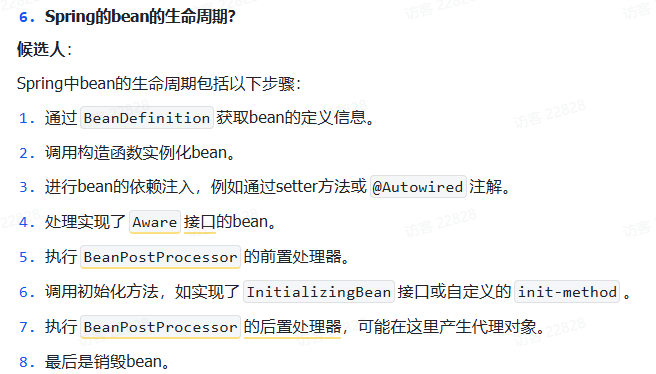 6. Spring的bean的生命周期?
候选人：
Spring中bean的生命周期包括以下步骤：
1. 通过 BeanDefinition 获取bean的定义信息。
2. 调用构造函数实例化bean。
3. 进行bean的依赖注入，例如通过setter方法或 @Autowired 注解。
4. 处理实现了 Aware 接口的bean。
5. 执行 BeanPostProcessor 的前置处理器。
6. 调用初始化方法，如实现了 InitializingBean 接口或自定义的 init-method 。
7. 执行 BeanPostProcessor 的后置处理器，可能在这里产生代理对象。
8. 最后是销毁bean。
访客 22828